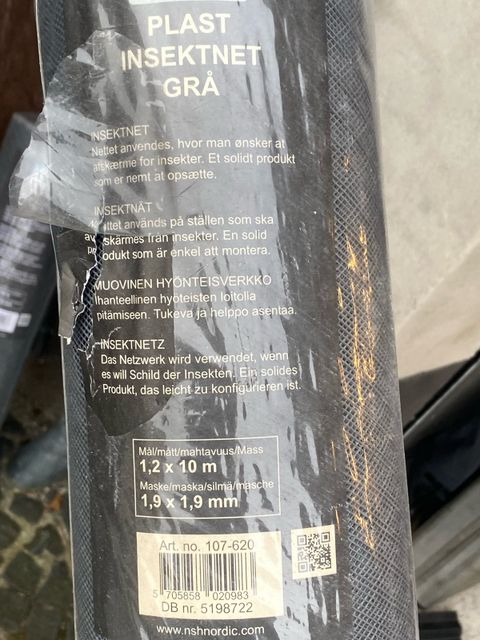 PLAST
INSEKTNET
GRÅ
INSEKTNET
Nettet anvendes, hvor man ønsker at
afskærme for insekter. Et solidt produkt
som er nemt at opsætte.
INSEKTNÄT
används på ställen som ska
avskärmes från insekter. En solid
produkt som är enkel att montera.
MUOVINEN HYÖNTEISVERKKO
Ihanteellinen hyöteisten loitolla
pitämiseen. Tukeva ja helppo asentaa.
INSEKTNETZ
Das Netzwerk wird verwendet, wenn
es will Schild der Insekten. Ein solides
Produkt, das leicht zu konfigurieren ist.
Mål/mått/mahtavuus/Mass
1,2 x 10 m
Maske/maska/silmä/masche
1,9 x 1,9 mm
Art. no. 107-620
5 705858 020983
DB nr. 5198722
www.nshnordic.com